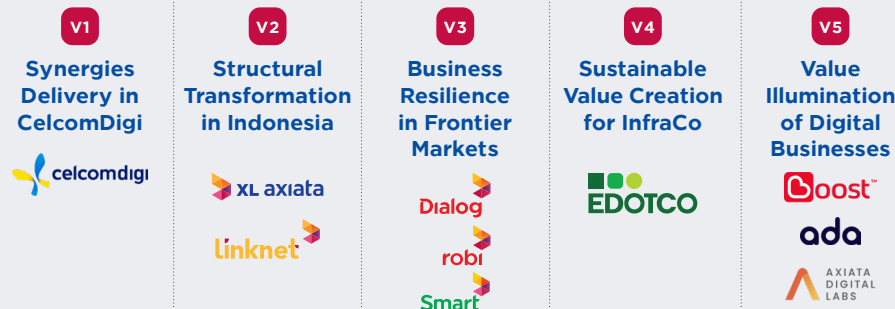 V1
Synergies
Delivery in
CelcomDigi
celcomdigi
V2
Structural
Transformation
in Indonesia
XL axiata
linknet
V3
Business
Resilience
in Frontier
Markets
Dialog
robi
Smart
V4
Sustainable
Value Creation
for InfraCo
EDOTCO
V5
Value
Illumination
of Digital
Businesses
Boost™
ada
AXIATA
DIGITAL
LABS